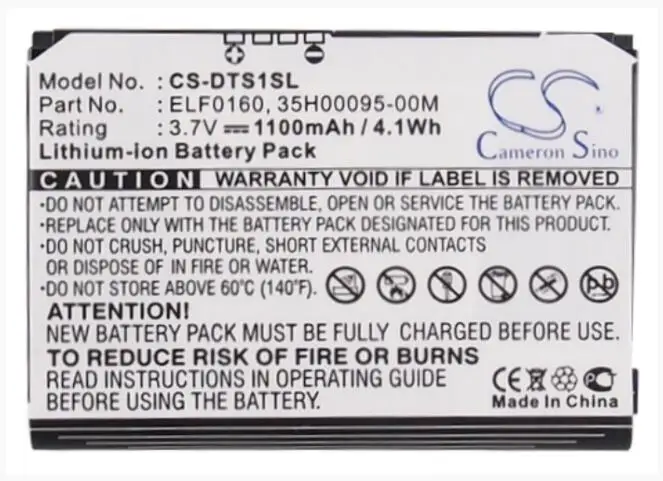 Model No. : CS-DTS1SL
Part No. : ELF0160, 35H00095-00M
Rating : 3.7V 1100mAh / 4.1Wh
Lithium-ion Battery Pack
CS
Cameron Sino
CAUTION WARRANTY VOID IF LABEL IS REMOVED
•DO NOT ATTEMPT TO DISASSEMBLE, OPEN OR SERVICE THE BATTERY PACK.
•REPLACE ONLY WITH THE BATTERY PACK DESIGNATED FOR THIS PRODUCT.
•DO NOT CRUSH, PUNCTURE, SHORT EXTERNAL CONTACTS
OR DISPOSE OF IN FIRE OR WATER.
•DO NOT STORE ABOVE 60°C (140°F).
Pb
ATTENTION!
NEW BATTERY PACK MUST BE FULLY CHARGED BEFORE USE
TO REDUCE RISK OF FIRE OR BURNS
READ INSTRUCTIONS IN OPERATING GUIDE
BEFORE USING THE BATTERY.
CE
Made in China